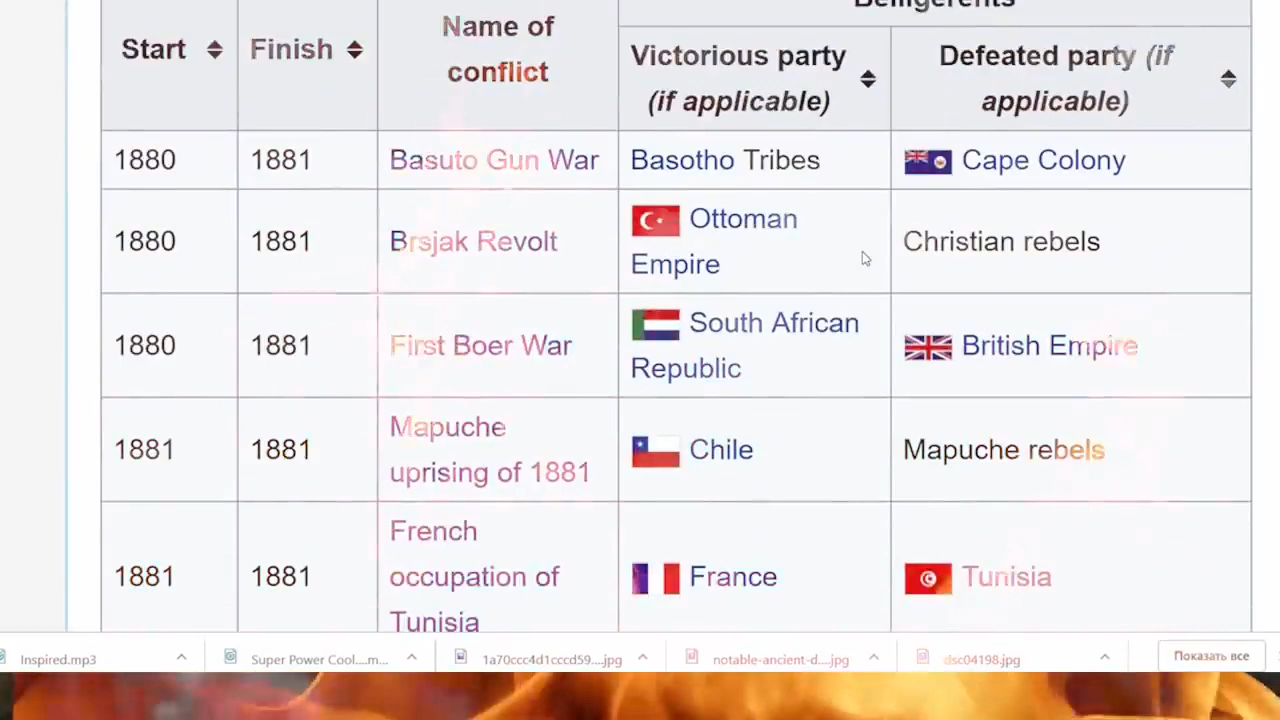 Belligerents
Start
Finish
Name of
conflict
Victorious party
(if applicable)
Defeated party (if
applicable)
1880 1881 Basuto Gun War Basotho Tribes Cape Colony
1880 1881 Brsjak Revolt Ottoman
Empire Christian rebels
1880 1881 First Boer War South African
Republic British Empire
1881 1881 Mapuche
uprising of 1881 Chile Mapuche rebels
1881 1881 French
occupation of
Tunisia France Tunisia
Inspired.mp3 Super Power Cool....m... 1a70ccc4d1cccd59....jpg notable-ancient-d....jpg dsc04198.jpg Показать все